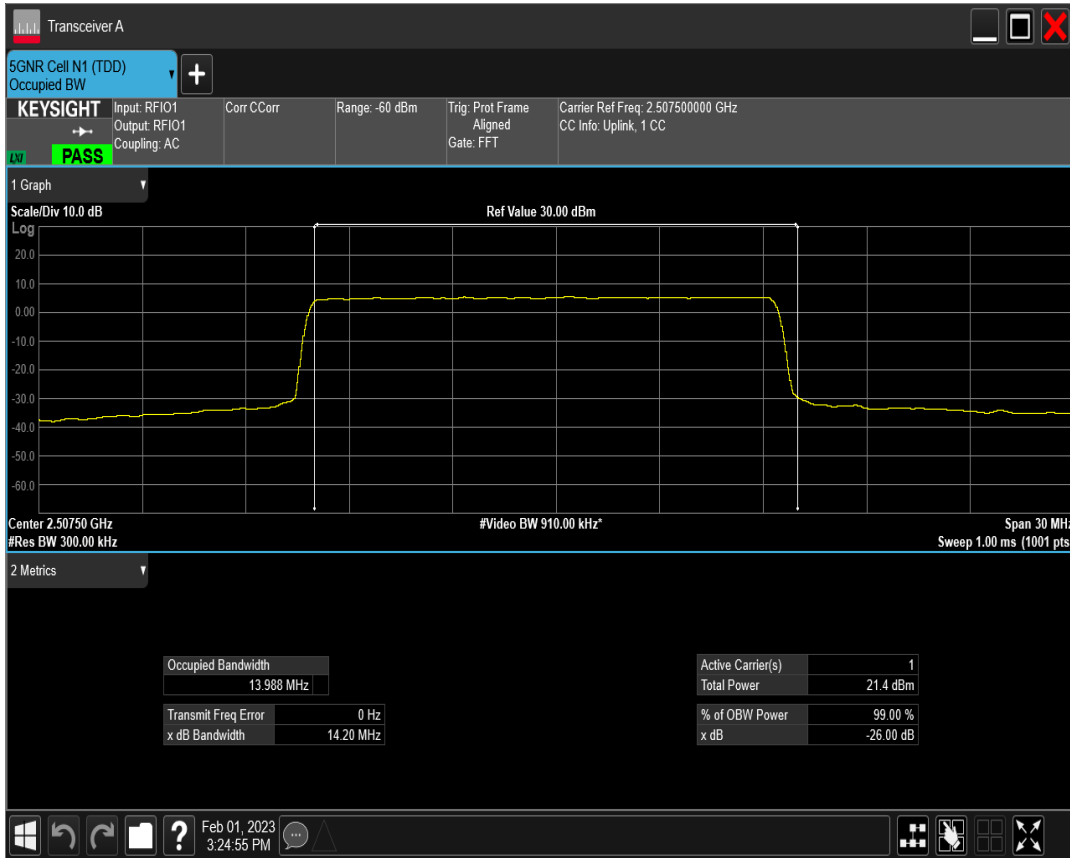 Transceiver A
5GNR Cell N1 (TDD)
Occupied BW
KEYSIGHT
LXI
PASS
Input: RFIO1
Output: RFIO1
Coupling: AC
Corr CCorr
Range: -60 dBm
Trig: Prot Frame
Aligned
Gate: FFT
Carrier Ref Freq: 2.507500000 GHz
CC Info: Uplink, 1 CC
1 Graph
Scale/Div 10.0 dB
Ref Value 30.00 dBm
Log
20.0
10.0
0.00
-10.0
-20.0
-30.0
-40.0
-50.0
-60.0
Center 2.50750 GHz
#Video BW 910.00 kHz*
Span 30 MHz
#Res BW 300.00 kHz
Sweep 1.00 ms (1001 pts
2 Metrics
Occupied Bandwidth
13.988 MHz
Transmit Freq Error 0 Hz
x dB Bandwidth 14.20 MHz
Active Carrier(s) 1
Total Power 21.4 dBm
% of OBW Power 99.00 %
x dB -26.00 dB
?
Feb 01, 2023
3:24:55 PM